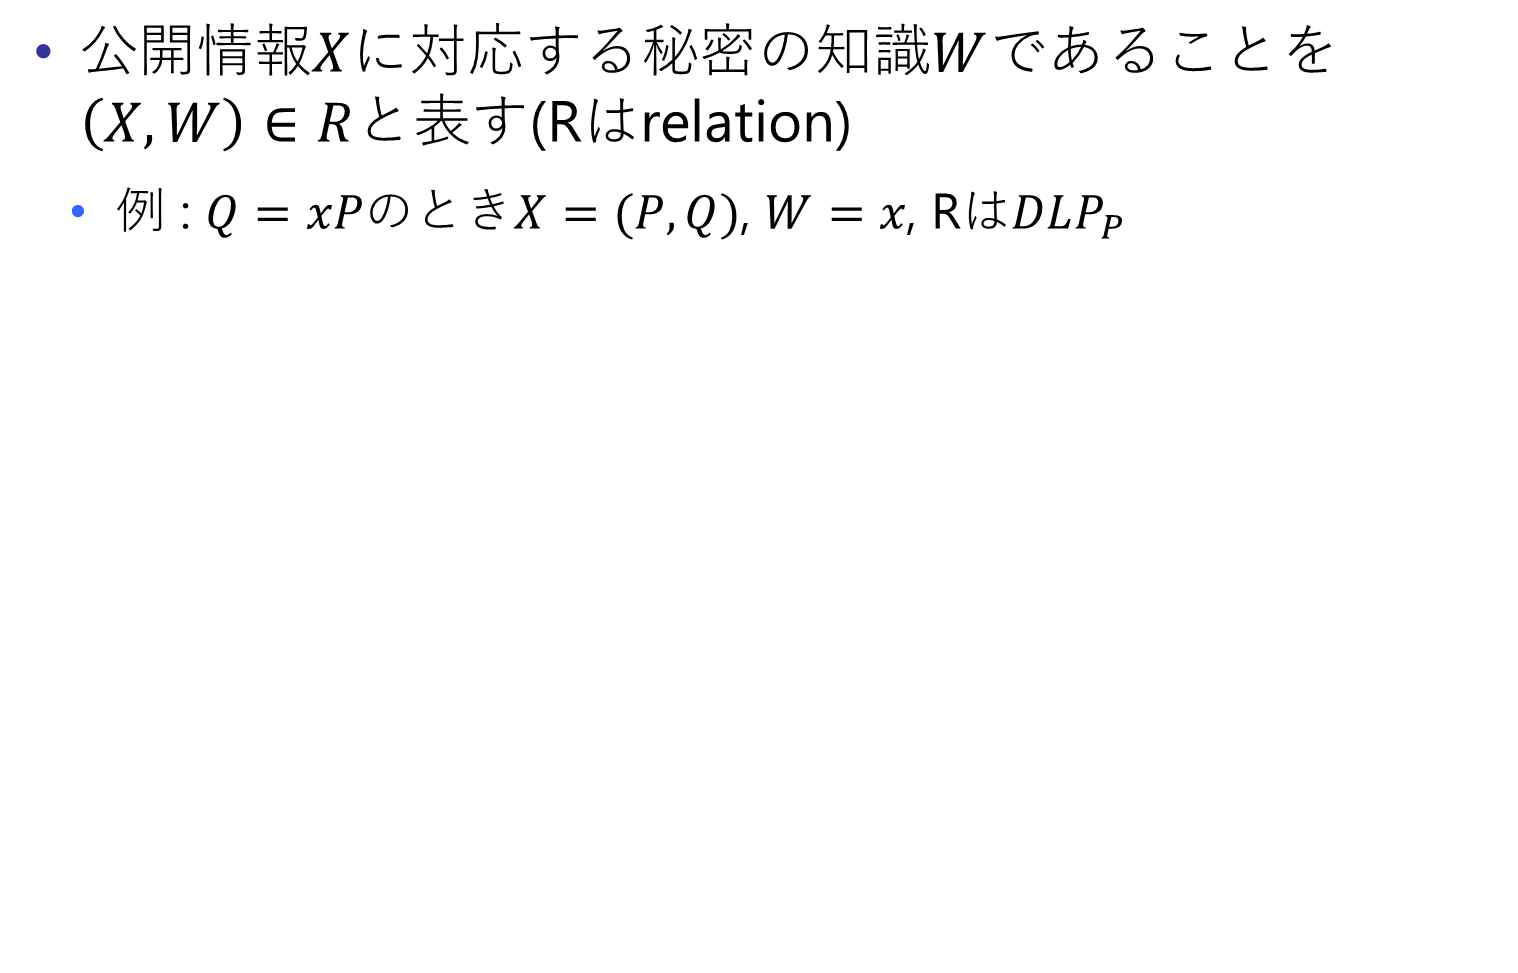 • 公開情報𝑋に対応する秘密の知識𝑊であることを
(𝑋, 𝑊) ∈ 𝑅と表す(Rはrelation)
• 例 : 𝑄 = 𝑥𝑃のとき𝑋 = (𝑃, 𝑄), 𝑊 = 𝑥, Rは𝐷𝐿𝑃_𝑃